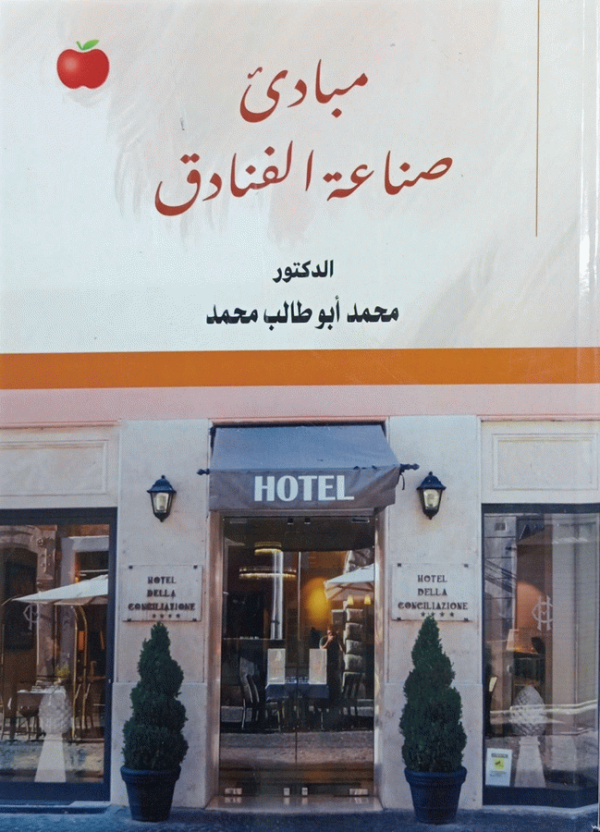 مبادئ
صناعة الفنادق
الدكتور
محمد أبو طالب محمد
HOTEL
HOTEL
DELLA
CONCILIAZIONE
★★★★
HOTEL
DELLA
CONCILIAZIONE
★★★★